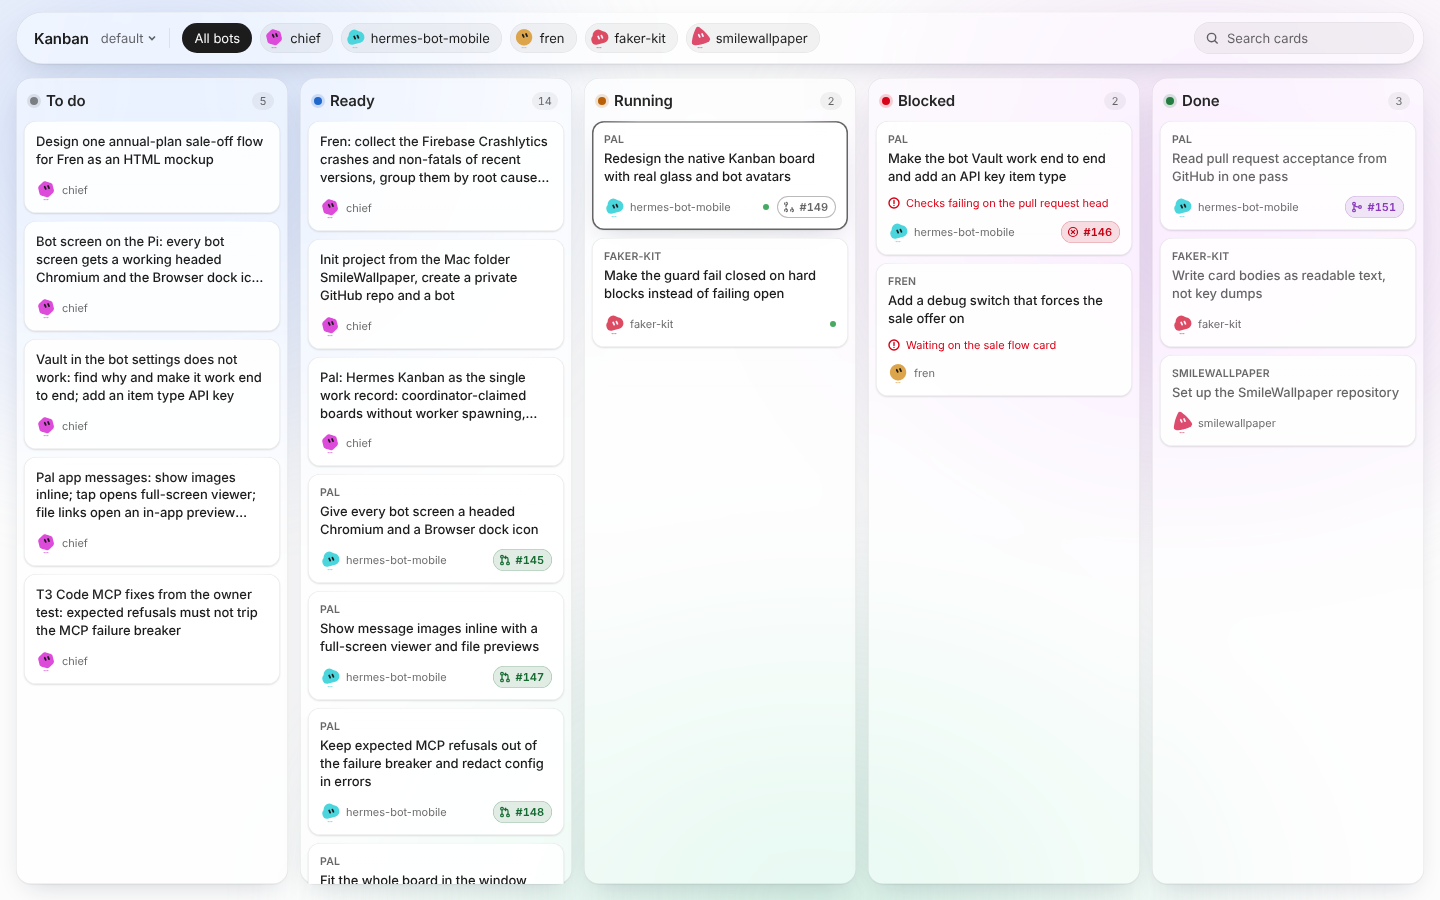 Kanban
default
All bots
chief
hermes-bot-mobile
fren
faker-kit
smilewallpaper
Search cards
To do
5
Design one annual-plan sale-off flow
for Fren as an HTML mockup
chief
Bot screen on the Pi: every bot
screen gets a working headed
Chromium and the Browser dock ic...
chief
Vault in the bot settings does not
work: find why and make it work end
to end; add an item type API key
chief
Pal app messages: show images
inline; tap opens full-screen viewer;
file links open an in-app preview...
chief
T3 Code MCP fixes from the owner
test: expected refusals must not trip
the MCP failure breaker
chief
Ready
14
Fren: collect the Firebase Crashlytics
crashes and non-fatals of recent
versions, group them by root cause...
chief
Init project from the Mac folder
SmileWallpaper, create a private
GitHub repo and a bot
chief
Pal: Hermes Kanban as the single
work record: coordinator-claimed
boards without worker spawning,...
chief
PAL
Give every bot screen a headed
Chromium and a Browser dock icon
hermes-bot-mobile
#145
PAL
Show message images inline with a
full-screen viewer and file previews
hermes-bot-mobile
#147
PAL
Keep expected MCP refusals out of
the failure breaker and redact config
in errors
hermes-bot-mobile
#148
PAL
Fit the whole board in the window
Running
2
PAL
Redesign the native Kanban board
with real glass and bot avatars
hermes-bot-mobile
#149
FAKER-KIT
Make the guard fail closed on hard
blocks instead of failing open
faker-kit
Blocked
2
PAL
Make the bot Vault work end to end
and add an API key item type
Checks failing on the pull request head
hermes-bot-mobile
#146
FREN
Add a debug switch that forces the
sale offer on
Waiting on the sale flow card
fren
Done
3
PAL
Read pull request acceptance from
GitHub in one pass
hermes-bot-mobile
#151
FAKER-KIT
Write card bodies as readable text,
not key dumps
faker-kit
SMILEWALLPAPER
Set up the SmileWallpaper repository
smilewallpaper